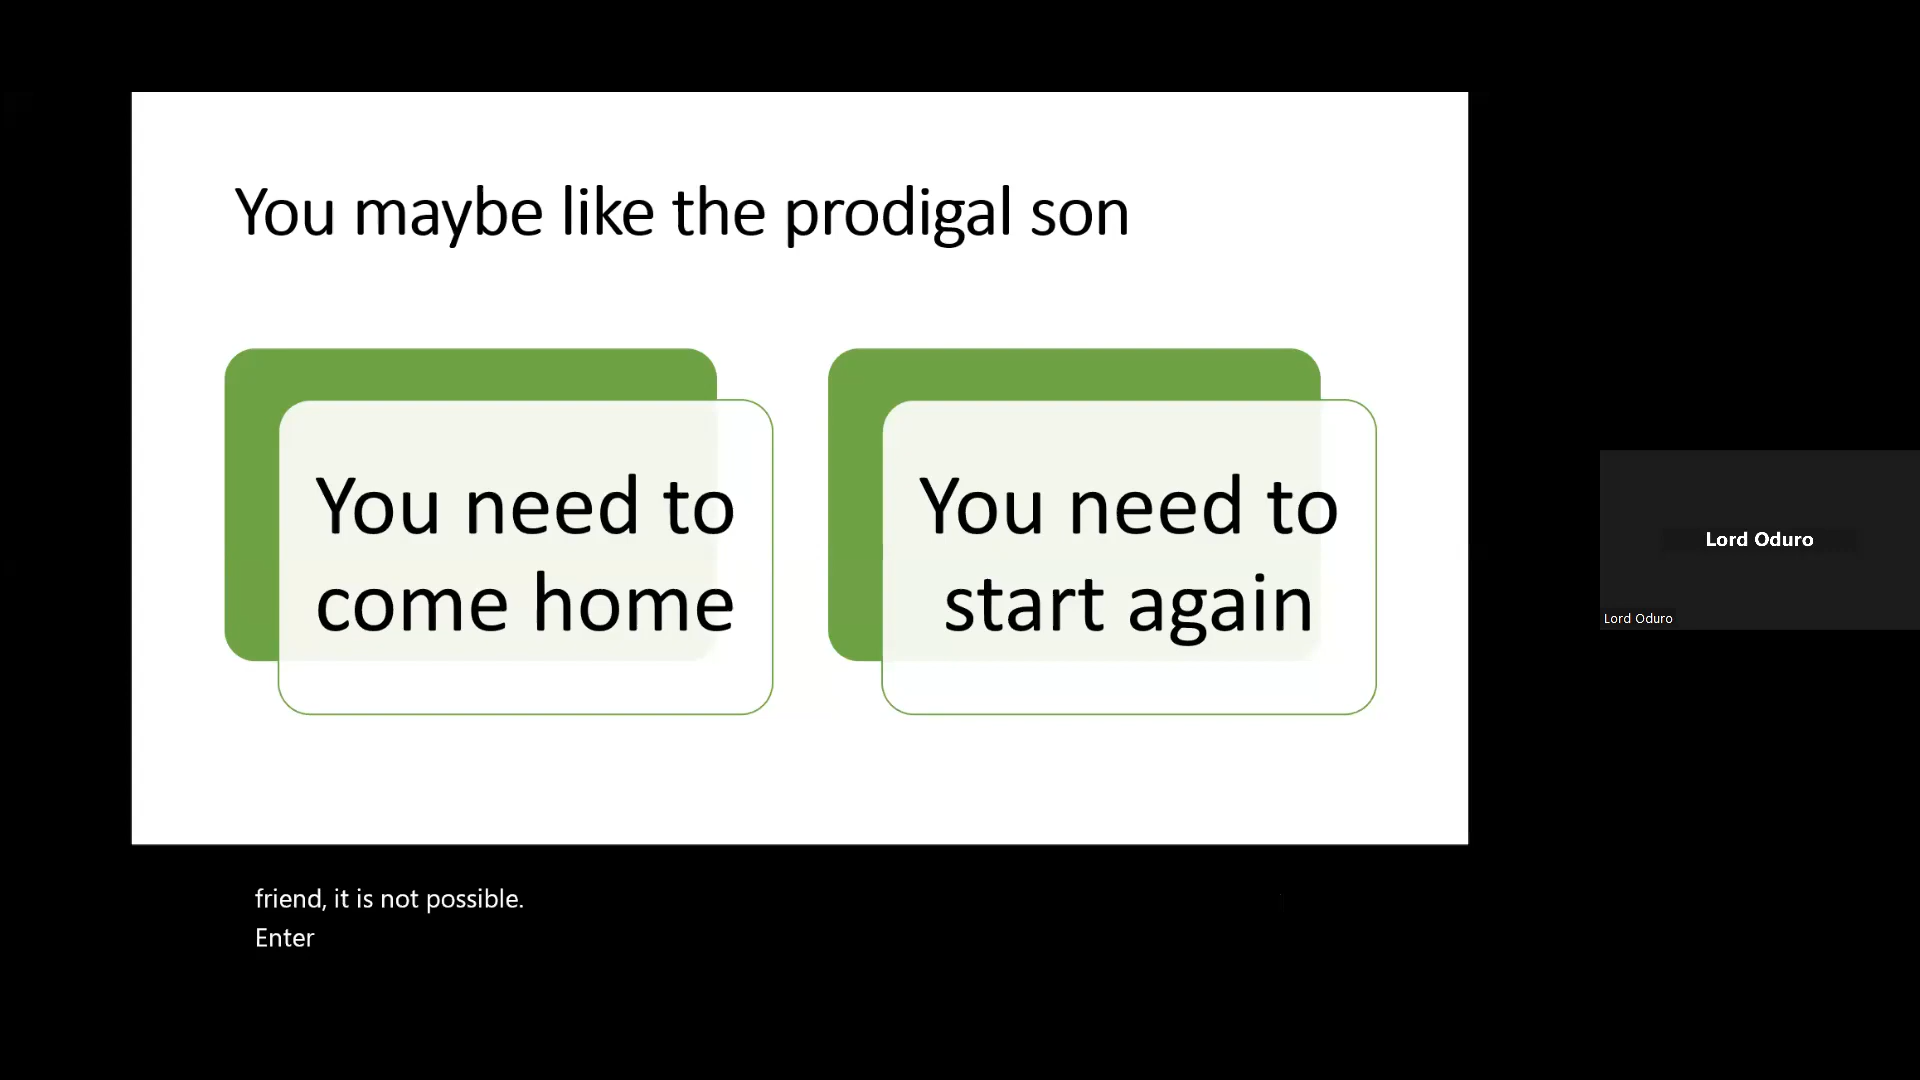 You maybe like the prodigal son
You need to
come home
You need to
start again
Lord Oduro
Lord Oduro
friend, it is not possible.
Enter